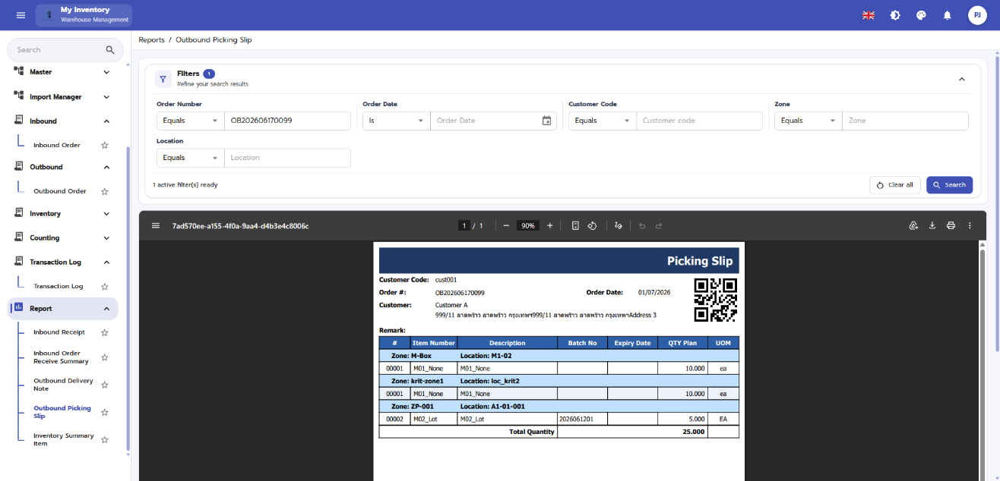 My Inventory
Warehouse Management
PJ
Search
Master
Import Manager
Inbound
Inbound Order
Outbound
Outbound Order
Inventory
Counting
Transaction Log
Transaction Log
Report
Inbound Receipt
Inbound Order
Receive Summary
Outbound Delivery
Note
Outbound Picking
Slip
Inventory Summary
Item
Reports / Outbound Picking Slip
Filters 1
Refine your search results
Order Number Order Date Customer Code Zone
Equals OB202606170099 Is Order Date Equals Customer code Equals Zone
Location
Equals Location
1 active filter(s) ready Clear all Search
7ad570ee-a155-4f0a-9aa4-d4b3e4c8006c 1 / 1 90%
Picking Slip
Customer Code: cust001
Order #: OB202606170099 Order Date: 01/07/2026
Customer: Customer A
999/11 ลาดพร้าว ลาดพร้าว กรุงเทพฯ999/11 ลาดพร้าว ลาดพร้าว กรุงเทพฯAddress 3
Remark:
# Item Number Description Batch No Expiry Date QTY Plan UOM
Zone: M-Box Location: M1-02
00001 M01_None M01_None 10.000 ea
Zone: krit-zone1 Location: loc_krit2
00001 M01_None M01_None 10.000 ea
Zone: ZP-001 Location: A1-01-001
00002 M02_Lot M02_Lot 2026061201 5.000 EA
Total Quantity 25.000